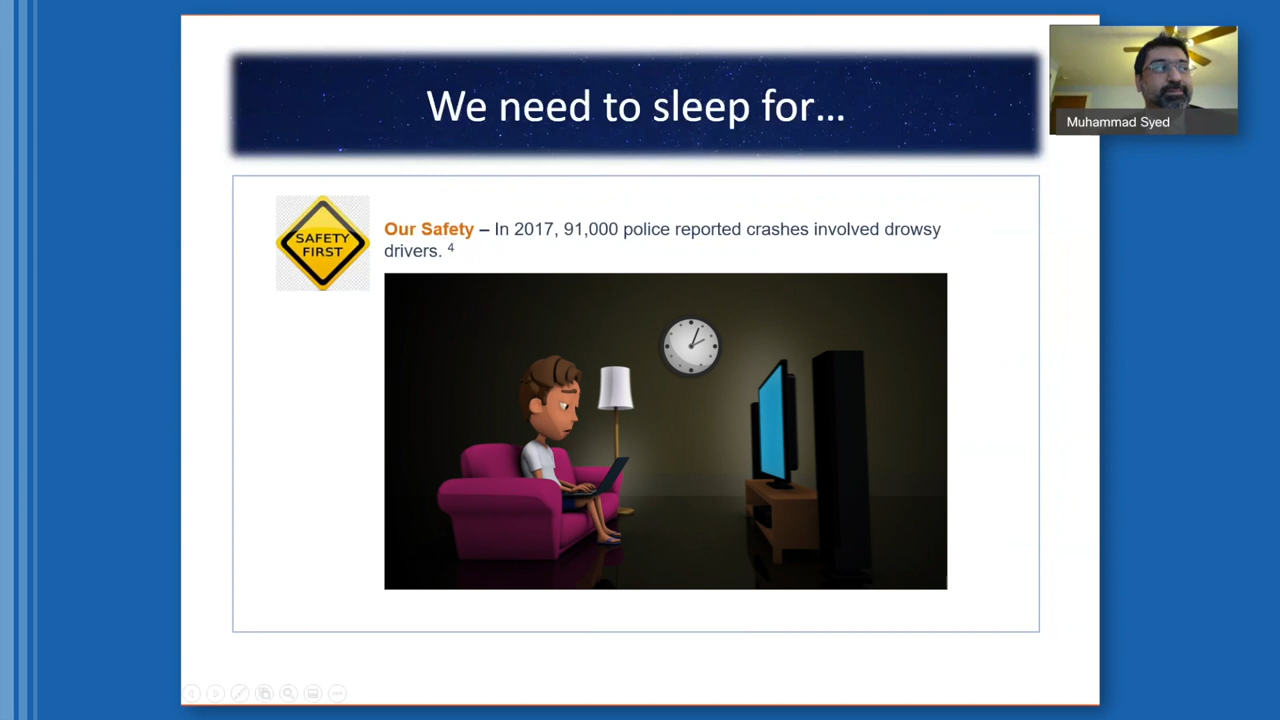 We need to sleep for...
Muhammad Syed
SAFETY
FIRST
Our Safety – In 2017, 91,000 police reported crashes involved drowsy
drivers. 4